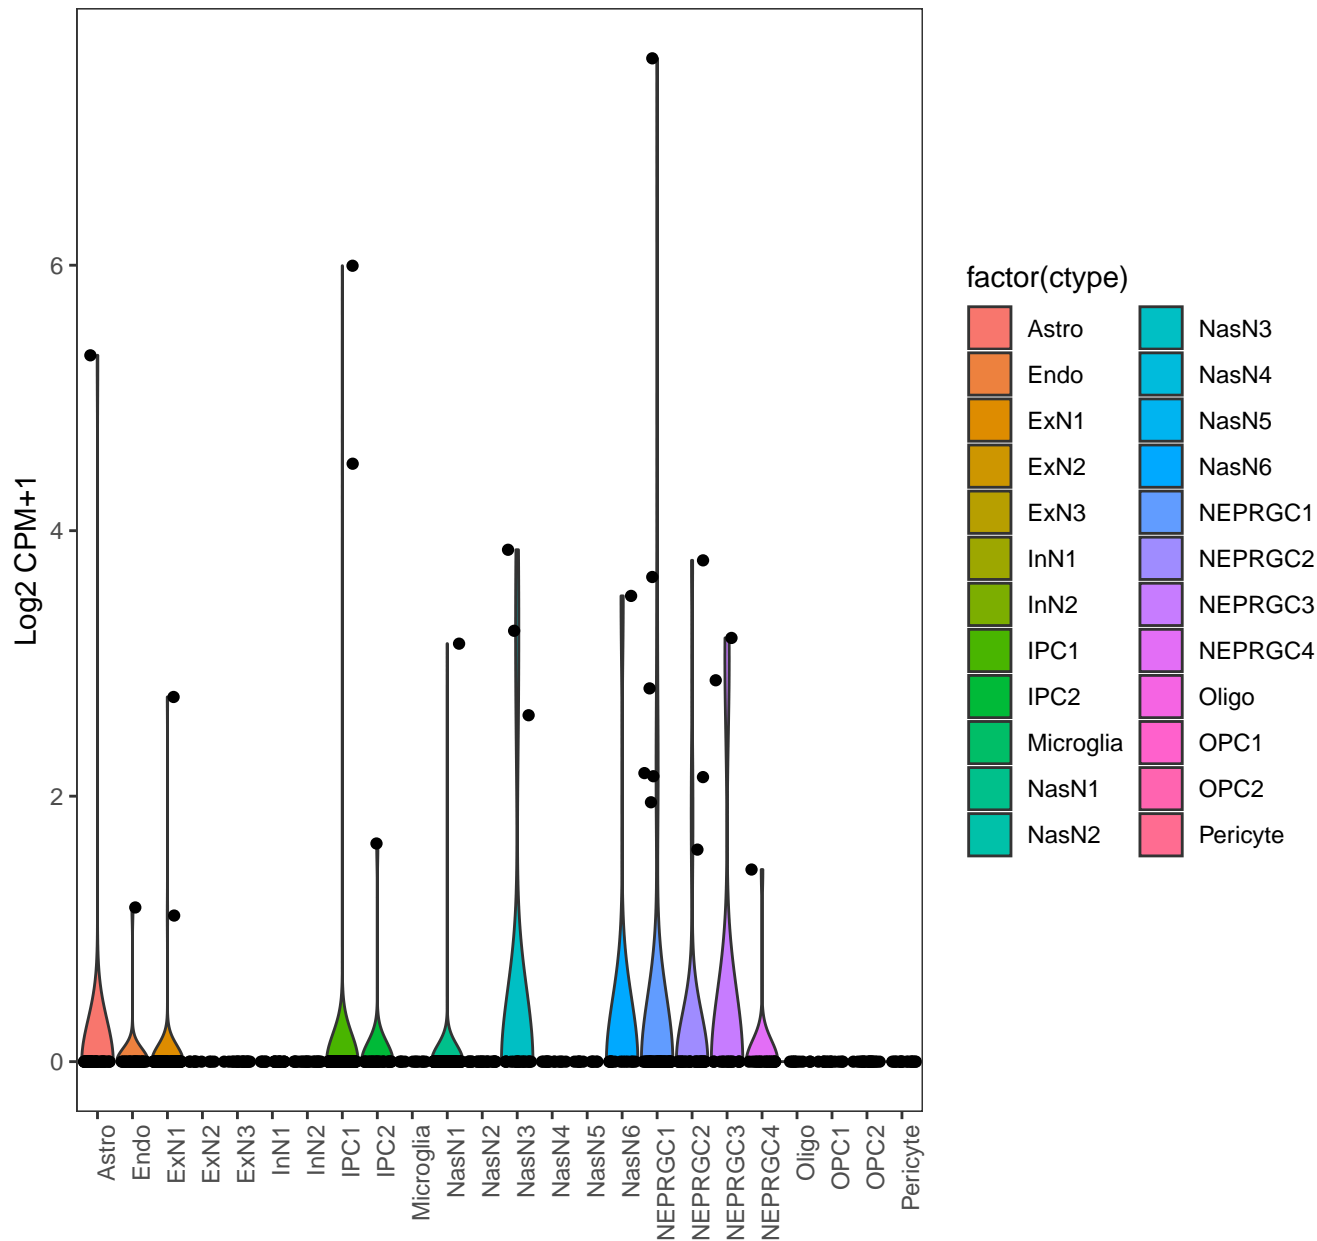 Log2 CPM+1
6
4
2
0
Astro
Endo
ExN1
ExN2
ExN3
InN1
InN2
IPC1
IPC2
Microglia
NasN1
NasN2
NasN3
NasN4
NasN5
NasN6
NEPRGC1
NEPRGC2
NEPRGC3
NEPRGC4
Oligo
OPC1
OPC2
Pericyte
factor(ctype)
Astro
Endo
ExN1
ExN2
ExN3
InN1
InN2
IPC1
IPC2
Microglia
NasN1
NasN2
NasN3
NasN4
NasN5
NasN6
NEPRGC1
NEPRGC2
NEPRGC3
NEPRGC4
Oligo
OPC1
OPC2
Pericyte